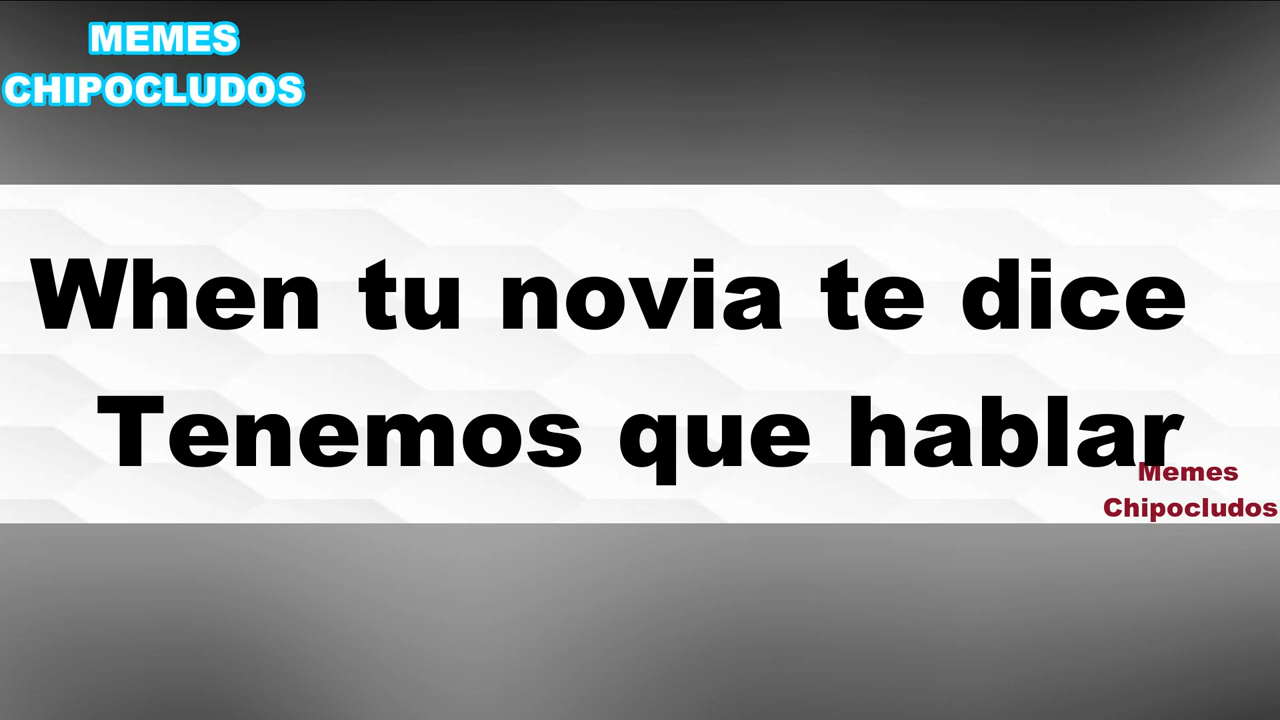 MEMES
CHIPOCLUDOS
When tu novia te dice
Tenemos que hablar
Memes
Chipocludos